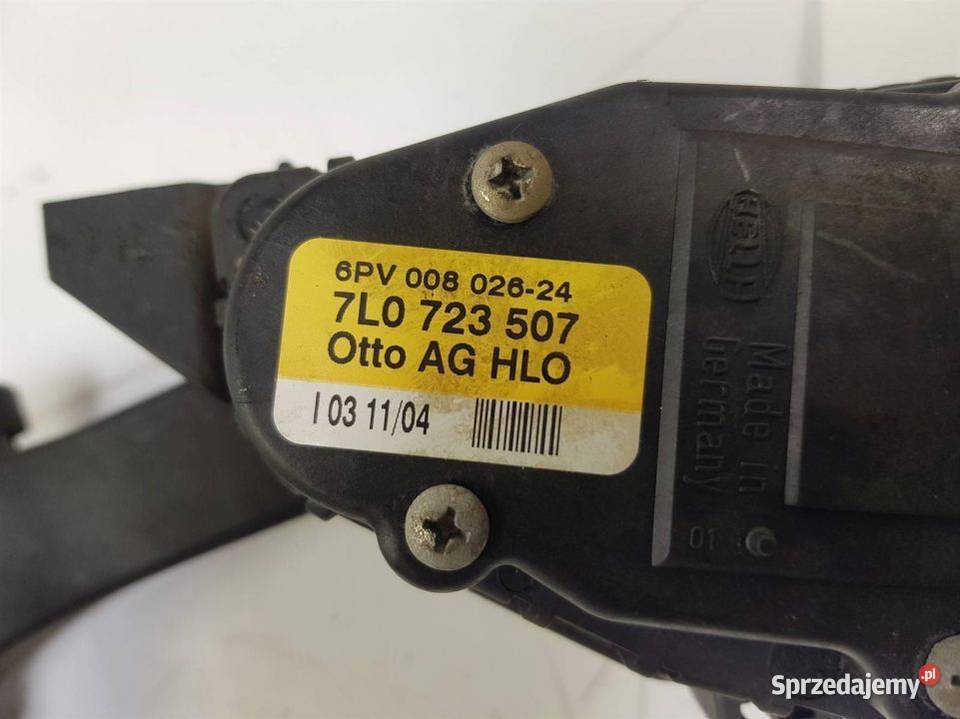 6PV 008 026-24
7L0 723 507
Otto AG HLO
I 03 11/04
HELLA
Made in
Germany
01
Sprzedajemy.pl